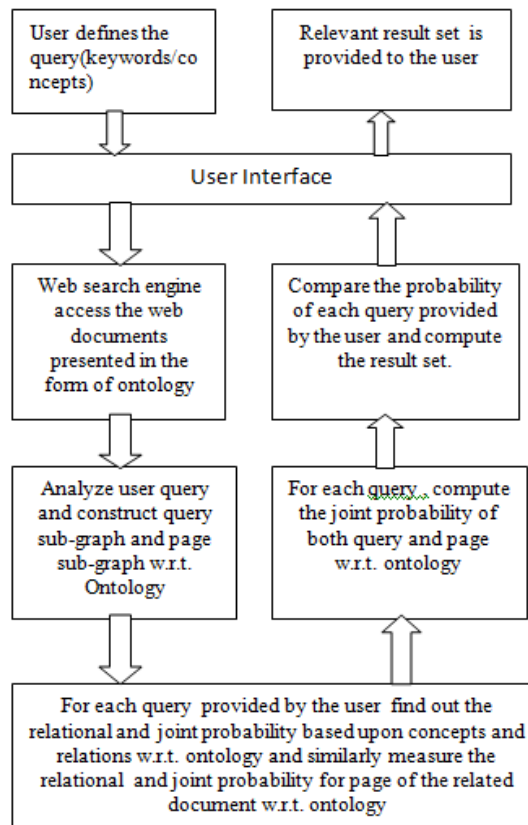 User defines the
query(keywords/co
ncepts)
Relevant result set is
provided to the user
User Interface
Web search engine
access the web
documents
presented in the
form of ontology
Compare the probability
of each query provided
by the user and compute
the result set.
Analyze user query
and construct query
sub-graph and page
sub-graph w.r.t.
Ontology
For each query , compute
the joint probability of
both query and page
w.r.t. ontology
For each query provided by the user find out the
relational and joint probability based upon concepts and
relations w.r.t. ontology and similarly measure the
relational and joint probability for page of the related
document w.r.t. ontology